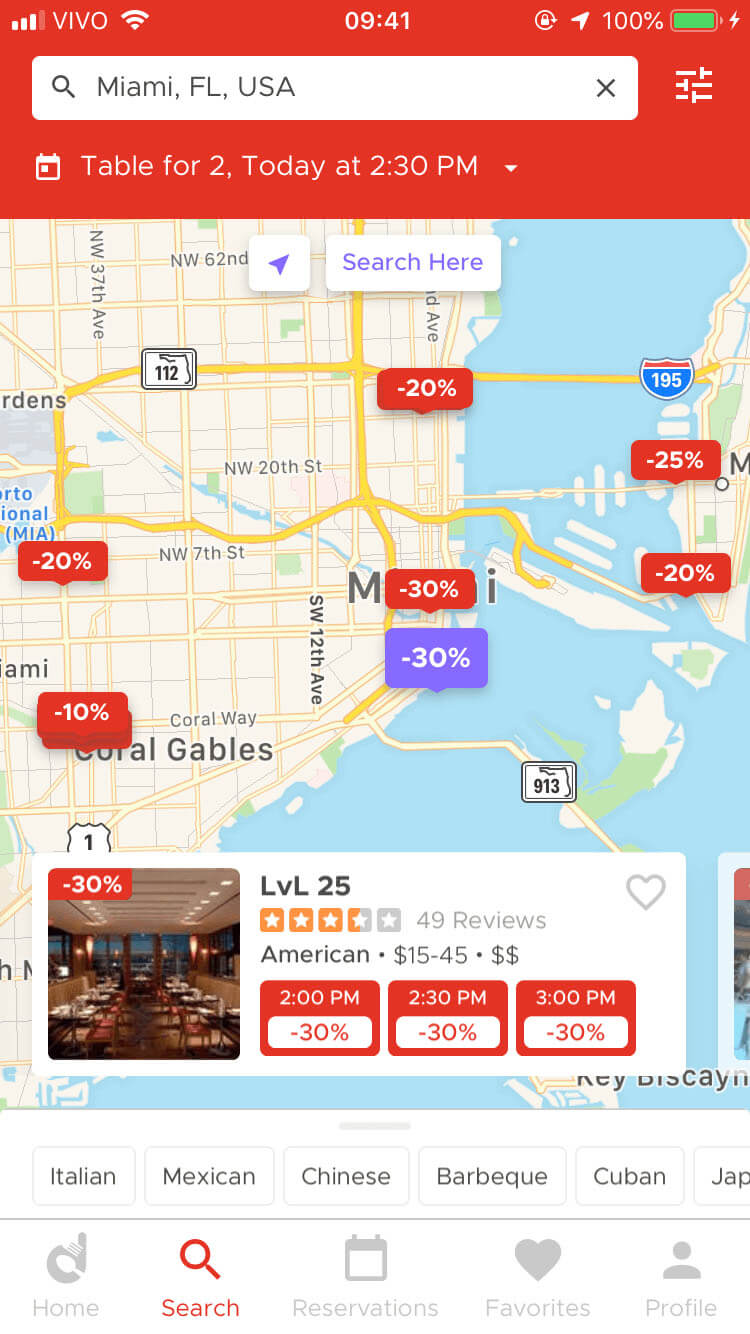 VIVO
09:41
100%
Miami, FL, USA
Table for 2, Today at 2:30 PM
Search Here
NW 37th Ave
NW 62nd
nd Ave
112
195
-20%
rdens
-25%
M
NW 20th St
orto
ional
(MIA)
-20%
NW 7th St
-30%
-20%
SW 12th Ave
-30%
iami
-10%
Coral Way
Coral Gables
913
1
-30%
LvL 25
49 Reviews
American • $15-45 • $$
2:00 PM
2:30 PM
3:00 PM
-30%
-30%
-30%
Key Biscayn
Italian
Mexican
Chinese
Barbeque
Cuban
Jap
Home
Search
Reservations
Favorites
Profile